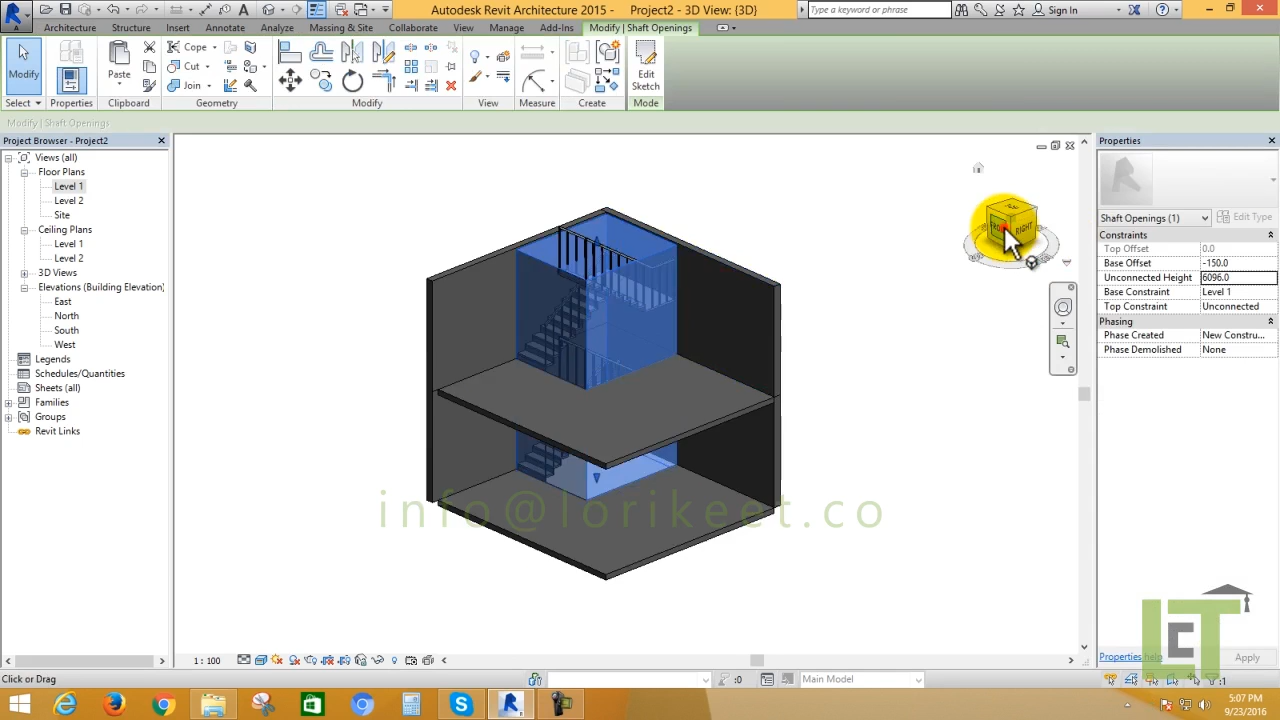 Autodesk Revit Architecture 2015 - Project2 - 3D View: {3D}
Type a keyword or phrase
Sign In
Architecture Structure Insert Annotate Analyze Massing & Site Collaborate View Manage Add-Ins Modify | Shaft Openings
Modify
Paste
Cope
Cut
Join
Edit
Sketch
Select Properties Clipboard Geometry Modify View Measure Create Mode
Modify | Shaft Openings
Project Browser - Project2
Views (all)
Floor Plans
Level 1
Level 2
Site
Ceiling Plans
Level 1
Level 2
3D Views
Elevations (Building Elevation)
East
North
South
West
Legends
Schedules/Quantities
Sheets (all)
Families
Groups
Revit Links
RIGHT
Properties
Shaft Openings (1)
Edit Type
Constraints
Top Offset 0.0
Base Offset -150.0
Unconnected Height 6096.0
Base Constraint Level 1
Top Constraint Unconnected
Phasing
Phase Created New Constru...
Phase Demolished None
info@lorikeet.co
LCT
Properties help
Apply
1 : 100
Click or Drag
:0
Main Model
:1
5:07 PM
9/23/2016